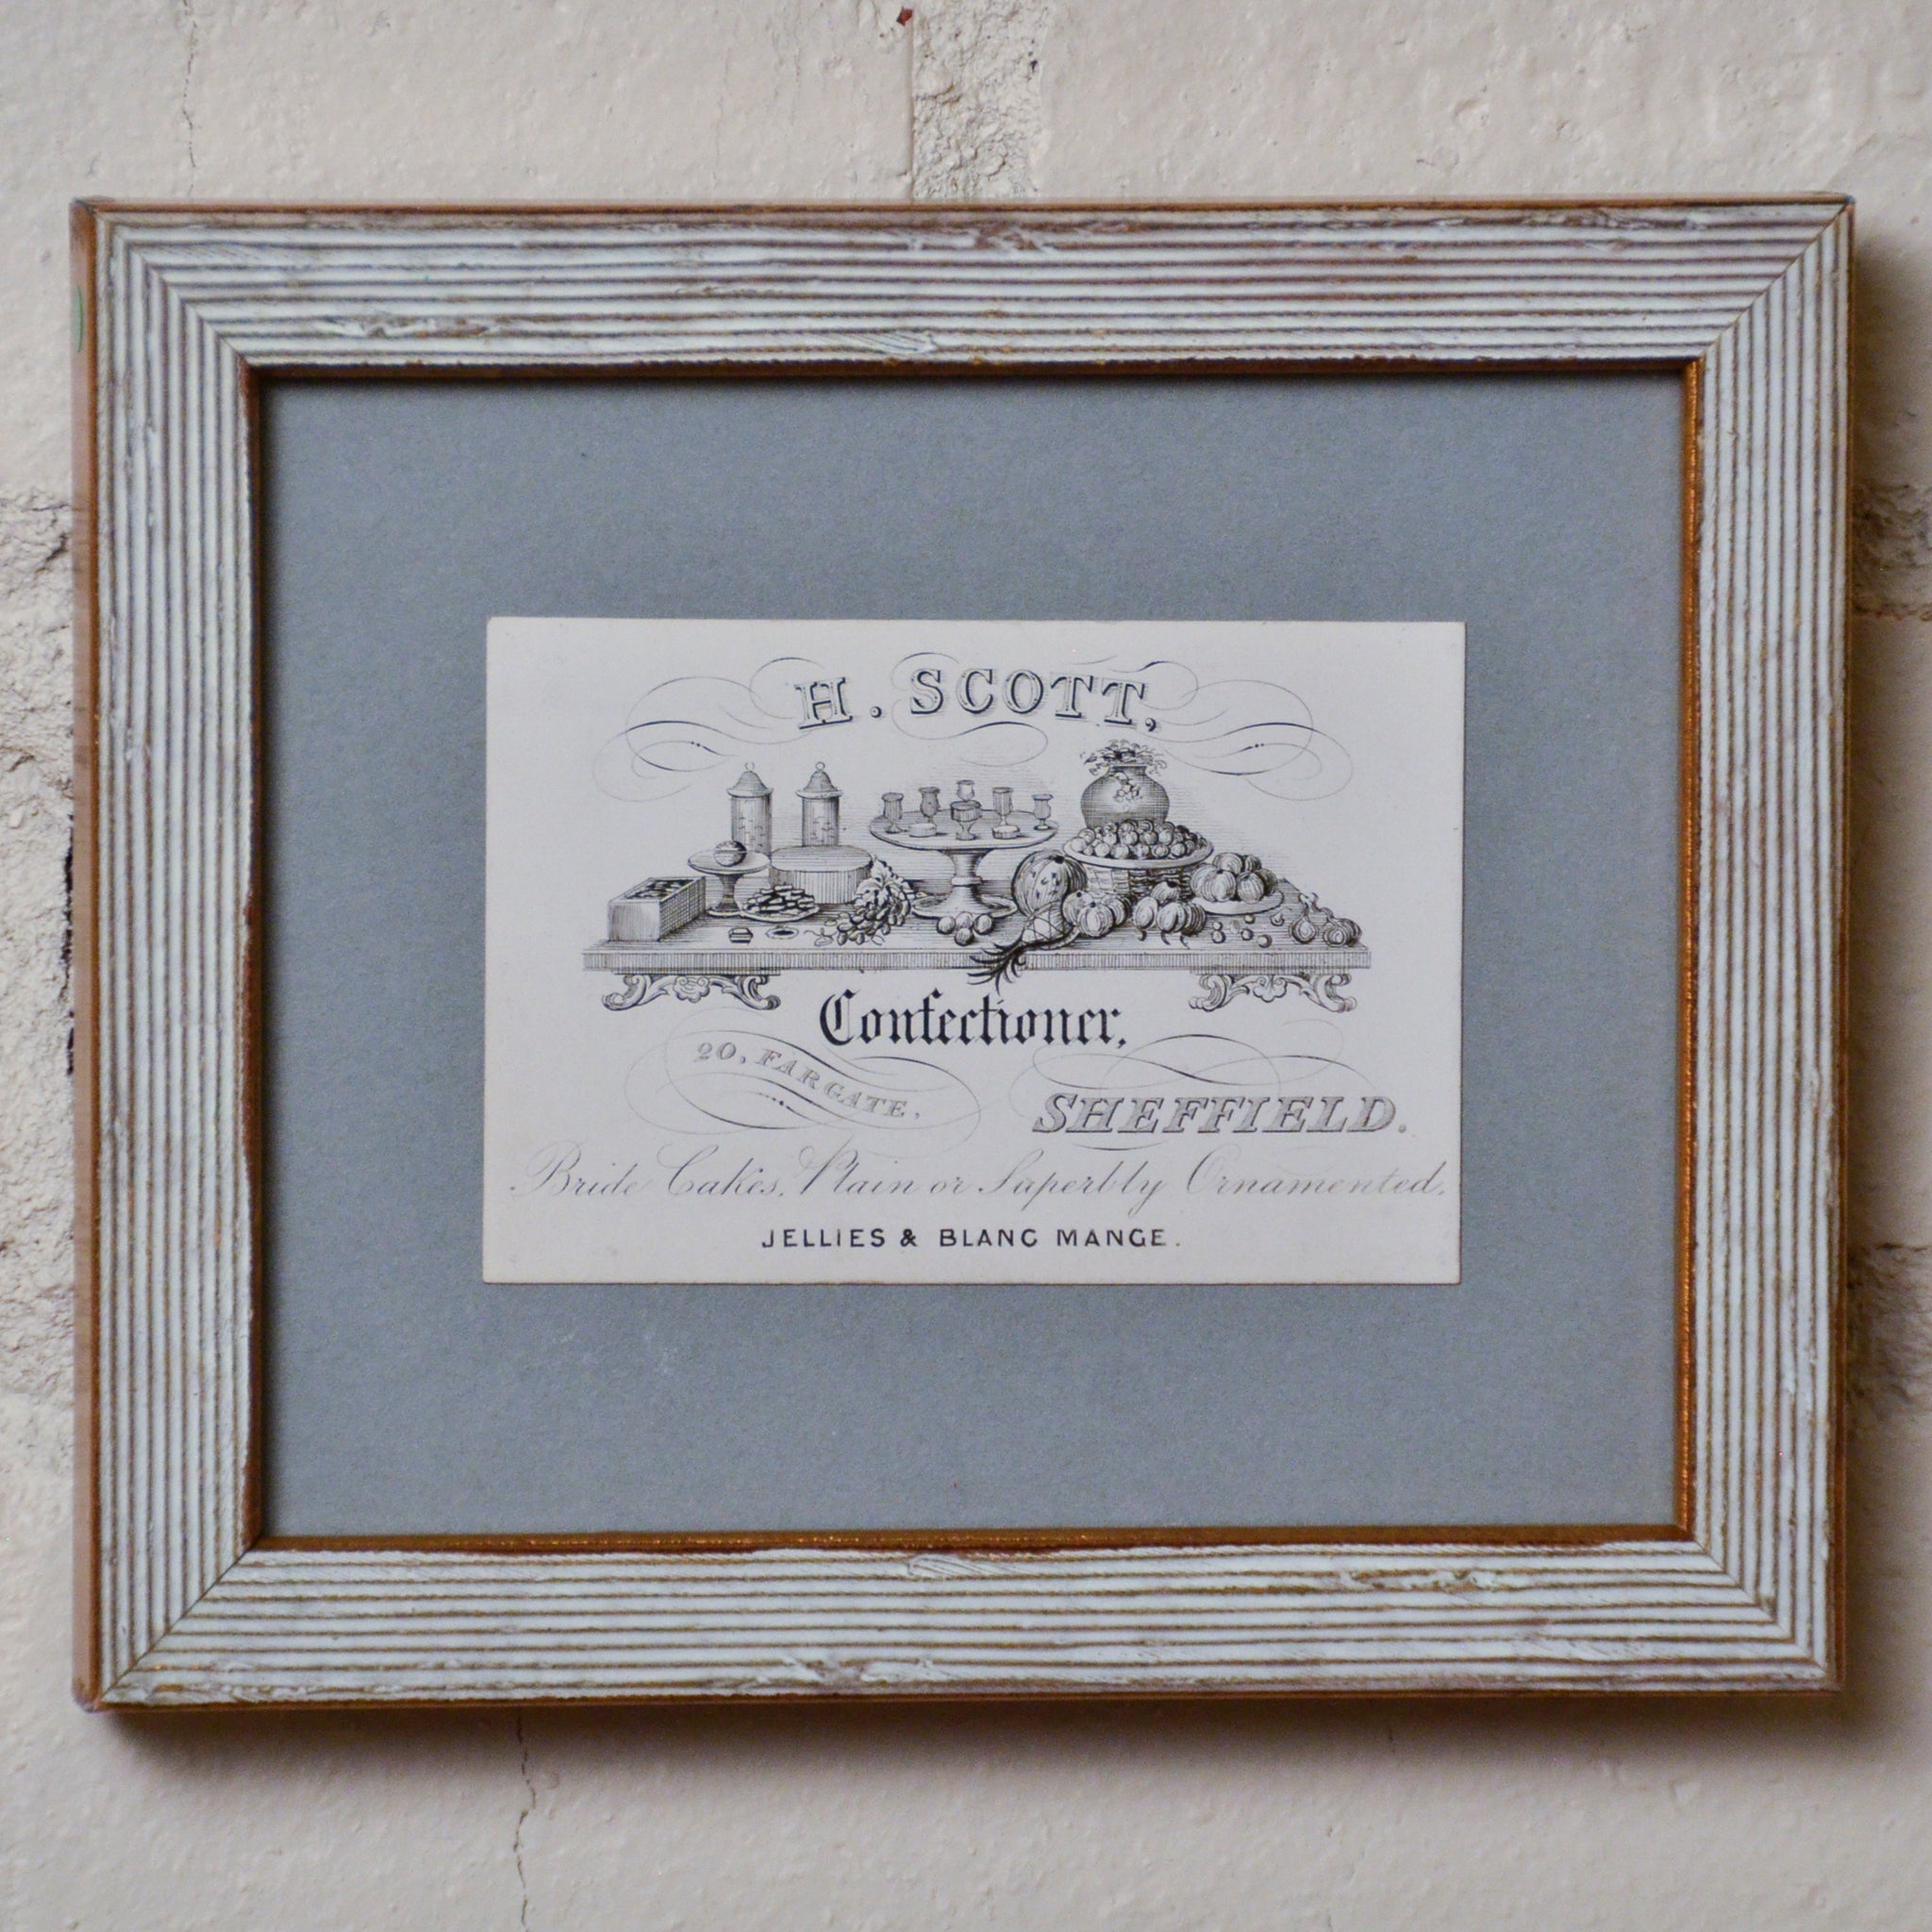 H. SCOTT,
Confectioner,
20, FARGATE,
SHEFFIELD.
Bride Cakes, Plain or Superbly Ornamented.
JELLIES & BLANC MANGE.